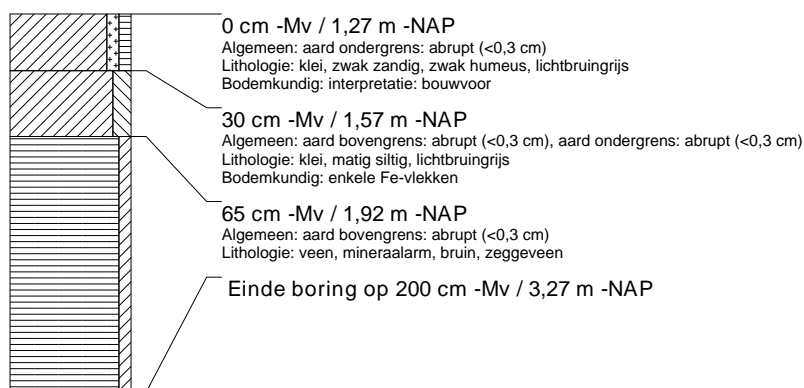 0 cm -Mv / 1,27 m -NAP
Algemeen: aard ondergrens: abrupt (<0,3 cm)
Lithologie: klei, zwak zandig, zwak humeus, lichtbruingrijs
Bodemkundig: interpretatie: bouwvoor
30 cm -Mv / 1,57 m -NAP
Algemeen: aard bovengrens: abrupt (<0,3 cm), aard ondergrens: abrupt (<0,3 cm)
Lithologie: klei, matig siltig, lichtbruingrijs
Bodemkundig: enkele Fe-vlekken
65 cm -Mv / 1,92 m -NAP
Algemeen: aard bovengrens: abrupt (<0,3 cm)
Lithologie: veen, mineraalarm, bruin, zeggeveen
Einde boring op 200 cm -Mv / 3,27 m -NAP